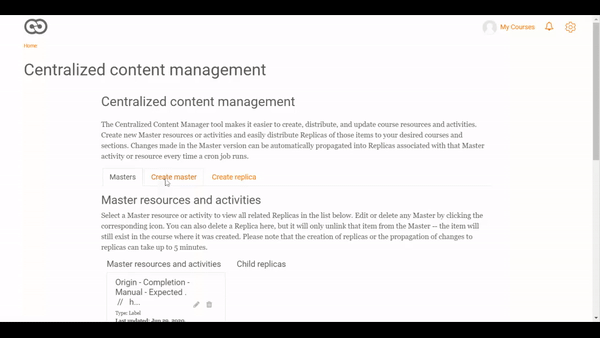 My Courses
Home
Centralized content management
Centralized content management
The Centralized Content Manager tool makes it easier to create, distribute, and update course resources and activities.
Create new Master resources or activities and easily distribute Replicas of those items to your desired courses and
sections. Changes made in the Master version can be automatically propagated into Replicas associated with that Master
activity or resource every time a cron job runs.
Masters Create master Create replica
Master resources and activities
Select a Master resource or activity to view all related Replicas in the list below. Edit or delete any Master by clicking the
corresponding icon. You can also delete a Replica here, but it will only unlink that item from the Master – the item will
still exist in the course where it was created. Please note that the creation of replicas or the propagation of changes to
replicas can take up to 5 minutes.
Master resources and activities Child replicas
Origin - Completion -
Manual - Expected .
// h...
Type: Label
Last updated: Jun 30, 2020